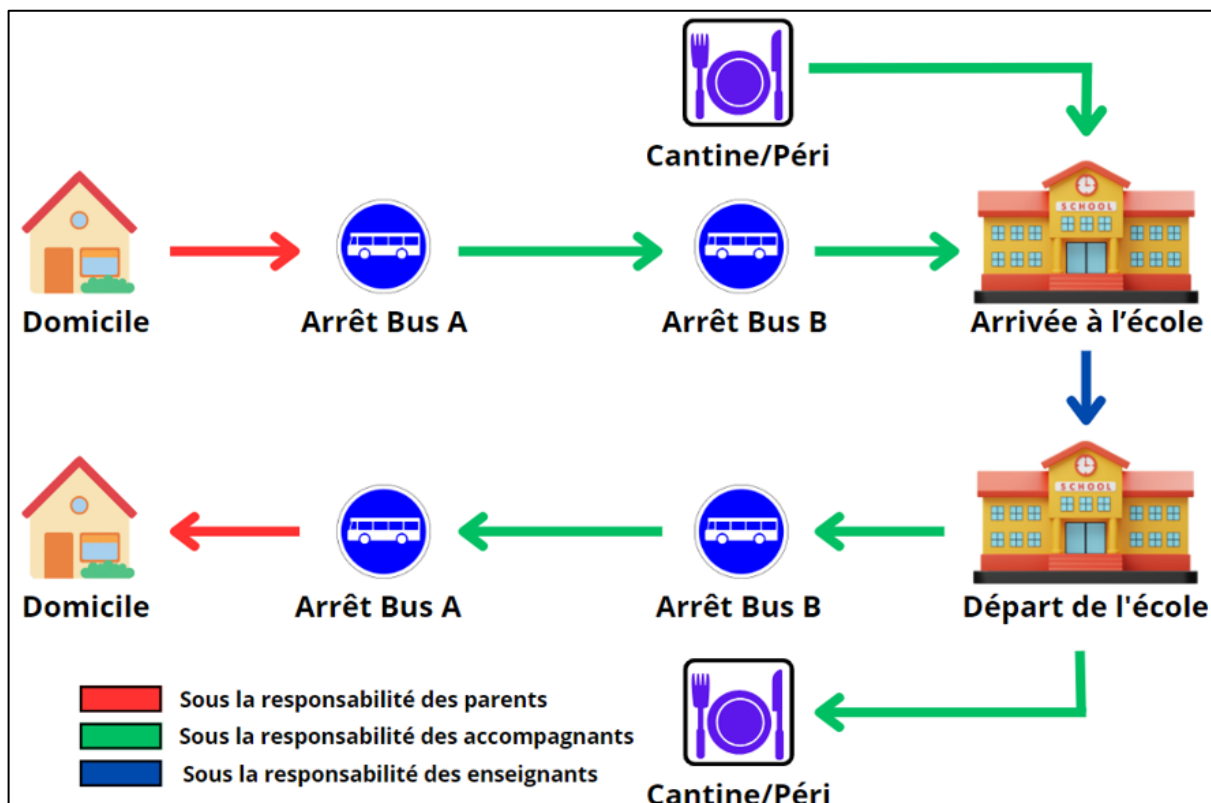 Cantine/Péri
SCHOOL
Domicile
Arrêt Bus A
Arrêt Bus B
Arrivée à l’école
SCHOOL
Domicile
Arrêt Bus A
Arrêt Bus B
Départ de l'école
Sous la responsabilité des parents
Sous la responsabilité des accompagnants
Sous la responsabilité des enseignants
Cantine/Péri